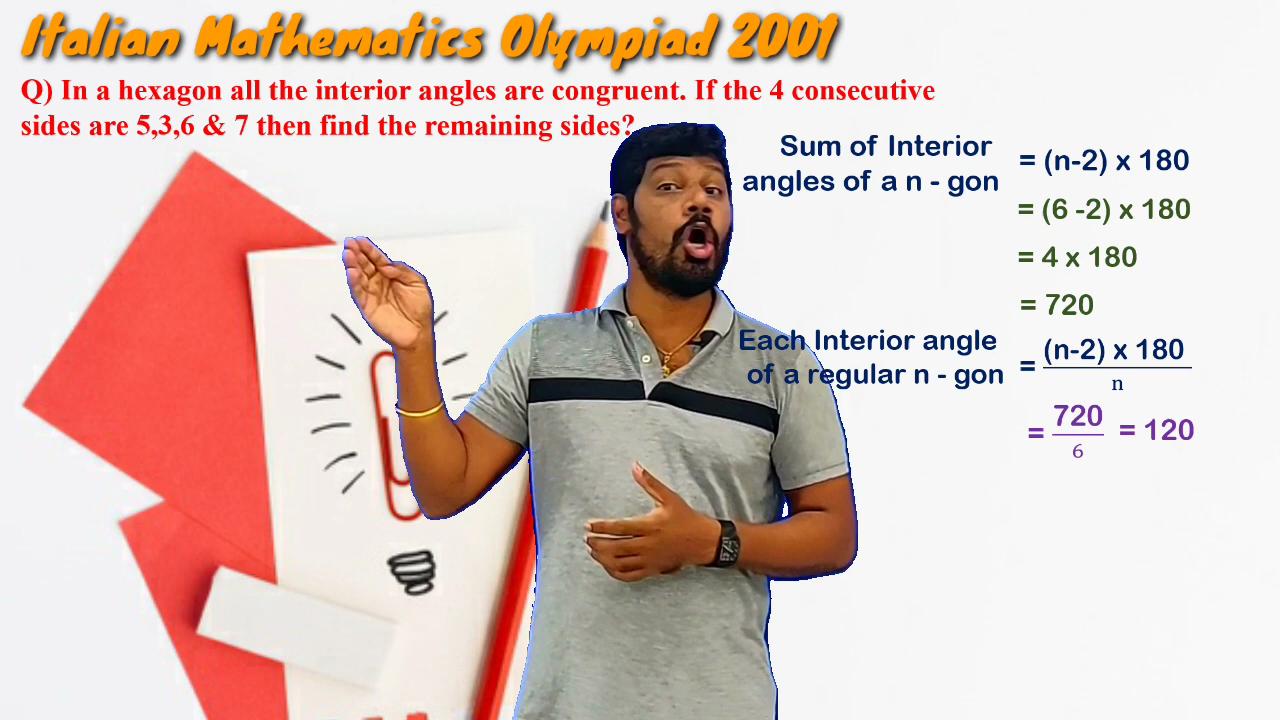 Italian Mathematics Olympiad 2001
Q) In a hexagon all the interior angles are congruent. If the 4 consecutive
sides are 5,3,6 & 7 then find the remaining sides?
Sum of Interior
angles of a n - gon
= (n-2) x 180
= (6 -2) x 180
= 4 x 180
= 720
Each Interior angle
of a regular n - gon
= (n-2) x 180
n
= 720
6
= 120